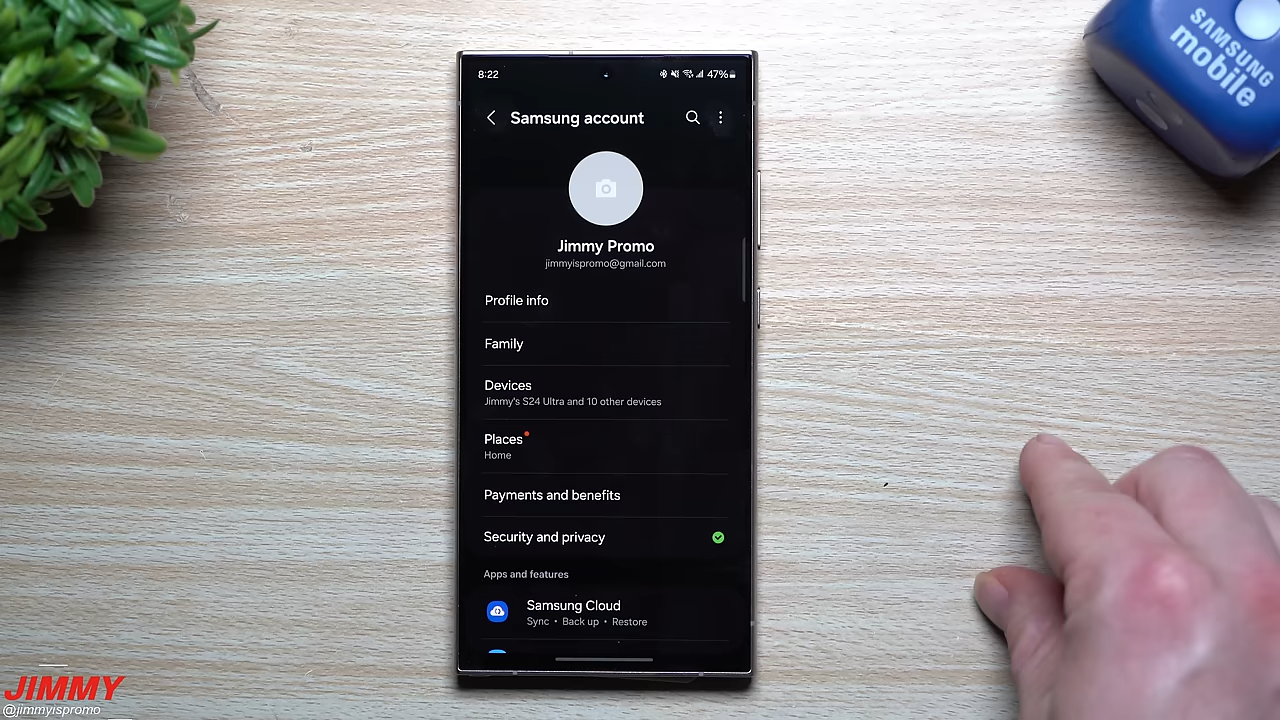 8:22
47%
Samsung account
Jimmy Promo
jimmyispromo@gmail.com
Profile info
Family
Devices
Jimmy's S24 Ultra and 10 other devices
Places
Home
Payments and benefits
Security and privacy
Apps and features
Samsung Cloud
Sync • Back up • Restore
SAMSUNG
mobile
JIMMY
@jimmyispromo